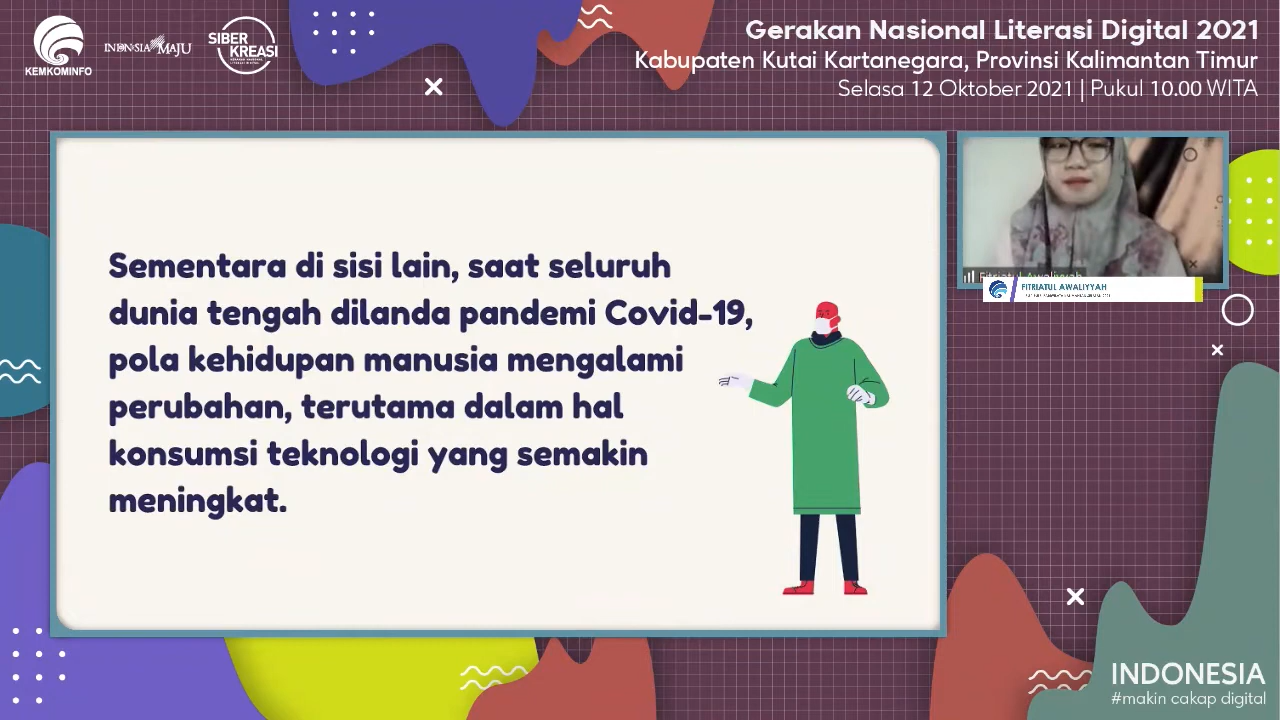 KEMKOMINFO
INDONESIA MAJU
SIBER
KREASI
Gerakan Nasional Literasi Digital 2021
Kabupaten Kutai Kartanegara, Provinsi Kalimantan Timur
Selasa 12 Oktober 2021 | Pukul 10.00 WITA
Sementara di sisi lain, saat seluruh
dunia tengah dilanda pandemi Covid-19,
pola kehidupan manusia mengalami
perubahan, terutama dalam hal
konsumsi teknologi yang semakin
meningkat.
Fitriatul Awaliyyah
FITRIATUL AWALIYYAH
INDONESIA
#makin cakap digital